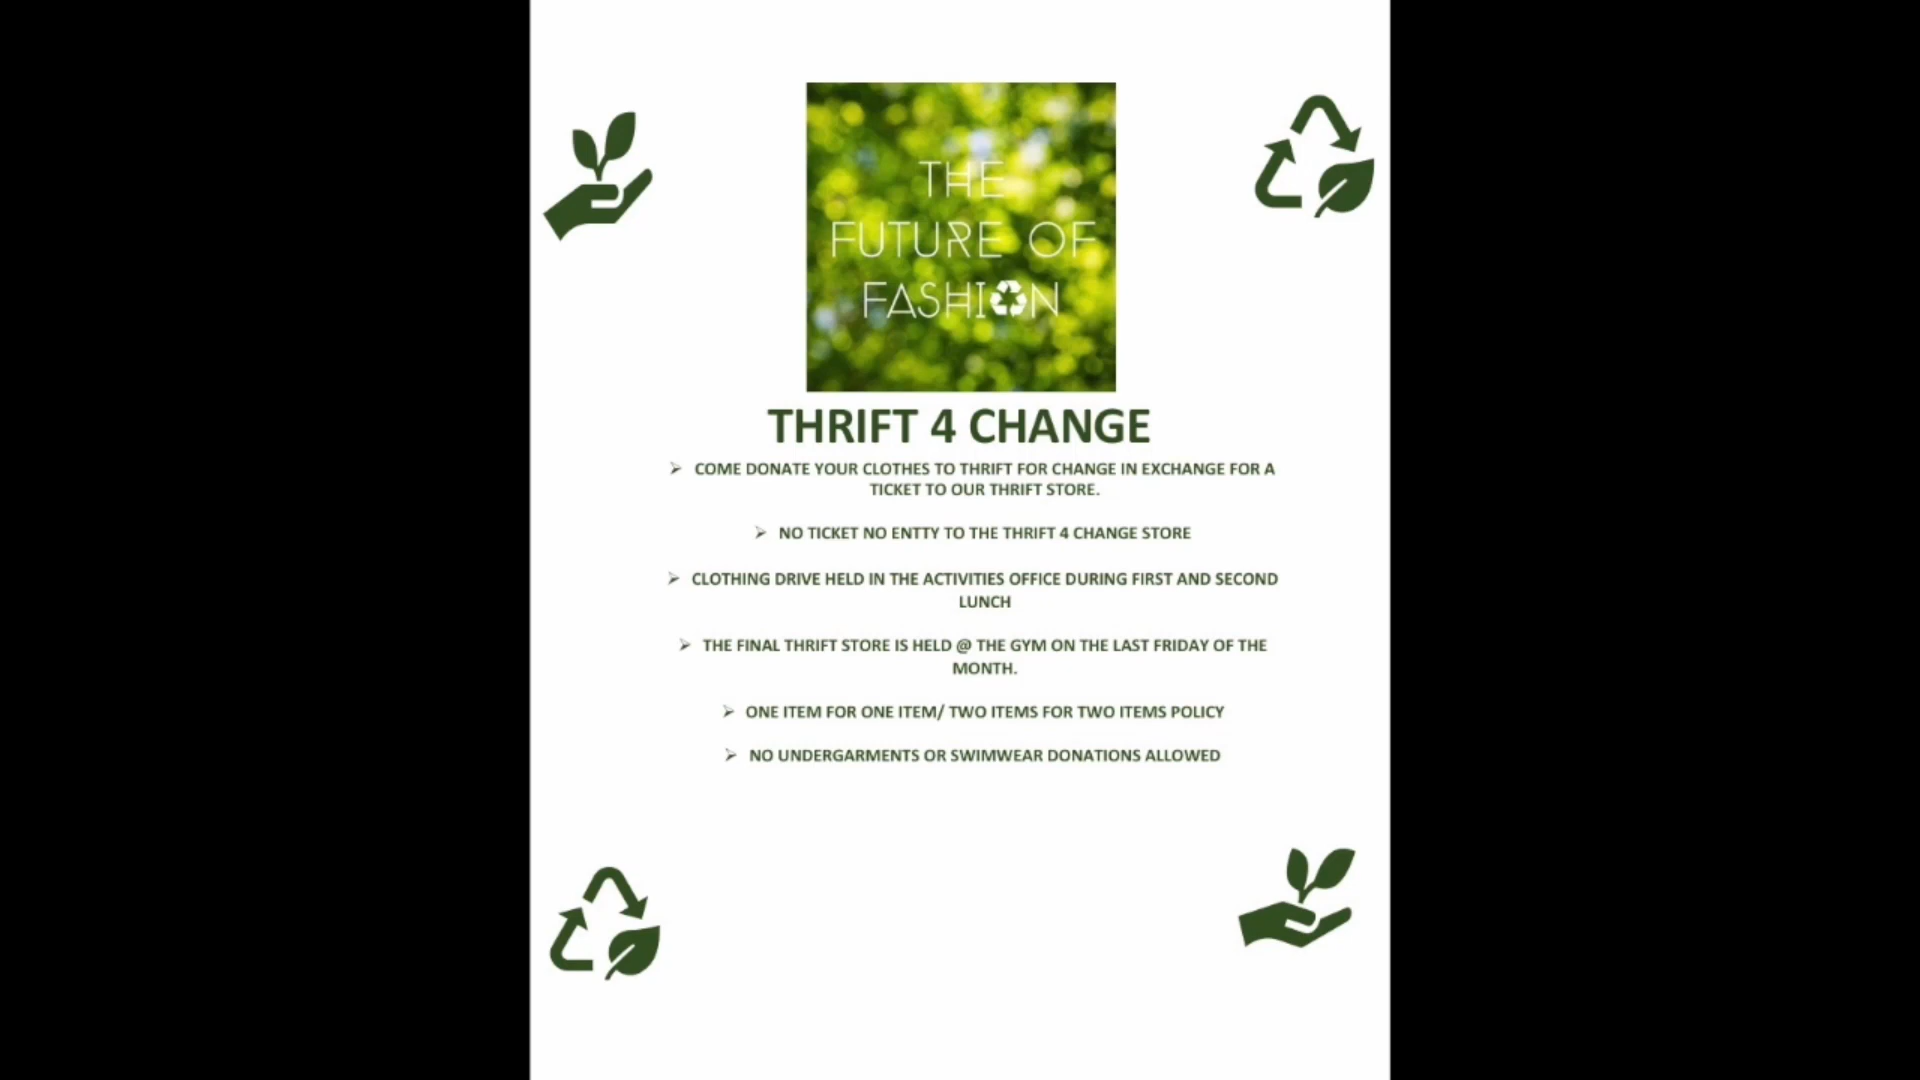 THE
FUTURE OF
FASHION
THRIFT 4 CHANGE
➢ COME DONATE YOUR CLOTHES TO THRIFT FOR CHANGE IN EXCHANGE FOR A
TICKET TO OUR THRIFT STORE.
➢ NO TICKET NO ENTTY TO THE THRIFT 4 CHANGE STORE
➢ CLOTHING DRIVE HELD IN THE ACTIVITIES OFFICE DURING FIRST AND SECOND
LUNCH
➢ THE FINAL THRIFT STORE IS HELD @ THE GYM ON THE LAST FRIDAY OF THE
MONTH.
➢ ONE ITEM FOR ONE ITEM/ TWO ITEMS FOR TWO ITEMS POLICY
➢ NO UNDERGARMENTS OR SWIMWEAR DONATIONS ALLOWED